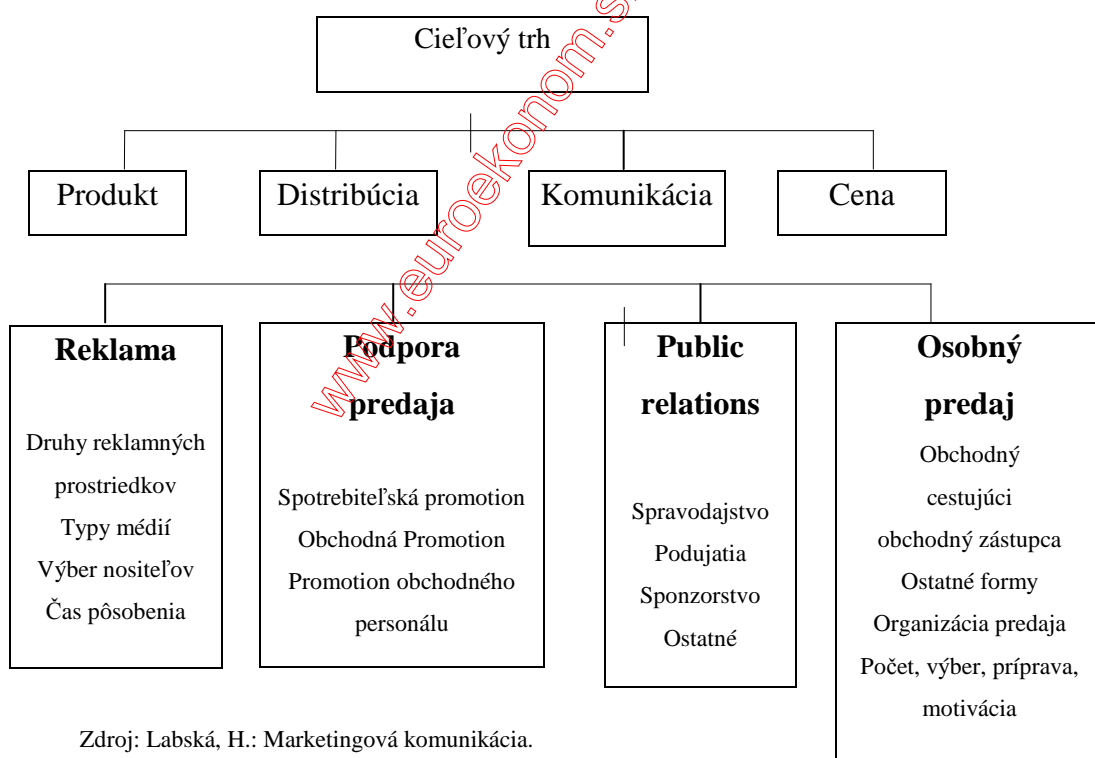 Cieľový trh
Produkt
Distribúcia
Komunikácia
Cena
Reklama
Druhy reklamných
prostriedkov
Typy médií
Výber nositeľov
Čas pôsobenia
Podpora
predaja
Spotrebiteľská promotion
Obchodná Promotion
Promotion obchodného
personálu
Public
relations
Spravodajstvo
Podujatia
Sponzorstvo
Ostatné
Osobný
predaj
Obchodný
cestujúci
obchodný zástupca
Ostatné formy
Organizácia predaja
Počet, výber, príprava,
motivácia
Zdroj: Labská, H.: Marketingová komunikácia.
www.euroekonom.s